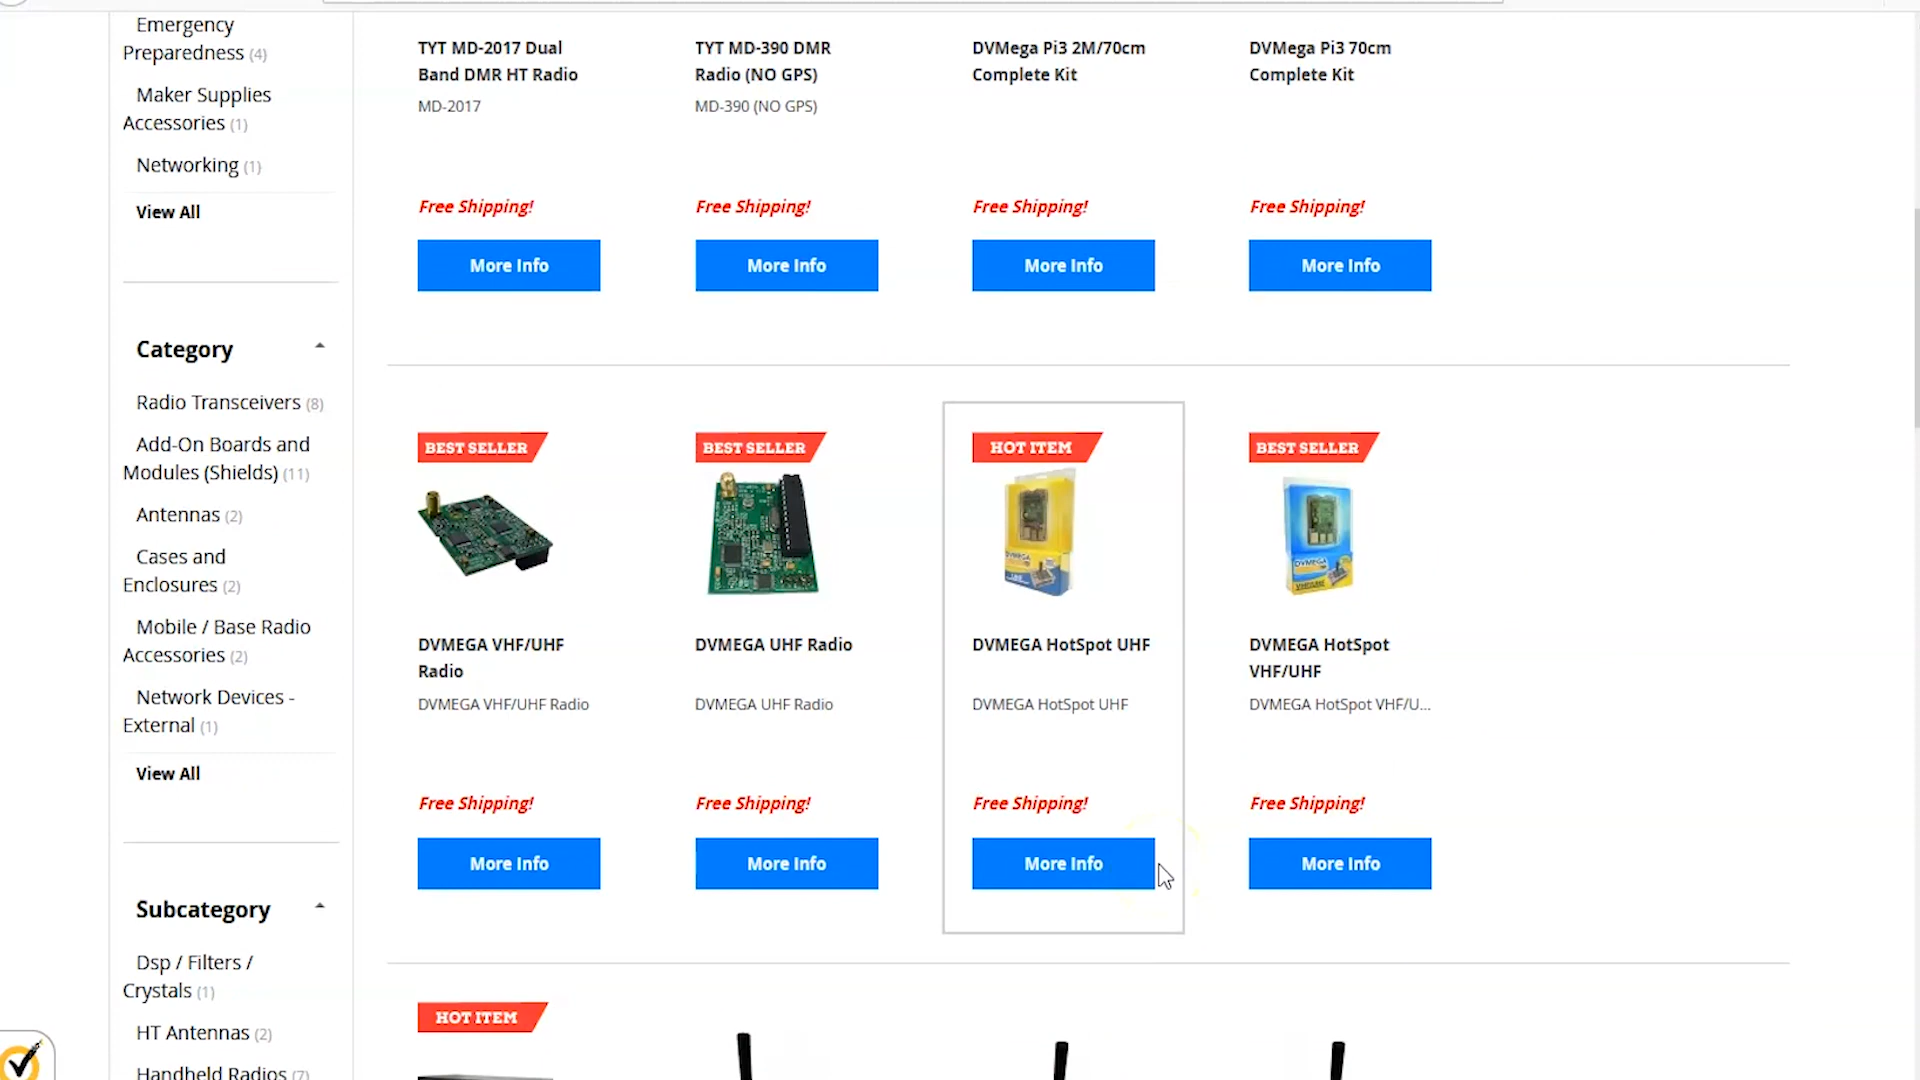 Emergency
Preparedness (4)
Maker Supplies
Accessories (1)
Networking (1)
View All
Category
Radio Transceivers (8)
Add-On Boards and
Modules (Shields) (11)
Antennas (2)
Cases and
Enclosures (2)
Mobile / Base Radio
Accessories (2)
Network Devices -
External (1)
View All
Subcategory
Dsp / Filters /
Crystals (1)
HT Antennas (2)
Handheld Radios (7)
TYT MD-2017 Dual
Band DMR HT Radio
MD-2017
Free Shipping!
More Info
TYT MD-390 DMR
Radio (NO GPS)
MD-390 (NO GPS)
Free Shipping!
More Info
DVMega Pi3 2M/70cm
Complete Kit
Free Shipping!
More Info
DVMega Pi3 70cm
Complete Kit
Free Shipping!
More Info
BEST SELLER
DVMEGA VHF/UHF
Radio
DVMEGA VHF/UHF Radio
Free Shipping!
More Info
BEST SELLER
DVMEGA UHF Radio
DVMEGA UHF Radio
Free Shipping!
More Info
HOT ITEM
DVMEGA
DVMEGA HotSpot UHF
DVMEGA HotSpot UHF
Free Shipping!
More Info
BEST SELLER
DVMEGA
DVMEGA HotSpot
VHF/UHF
DVMEGA HotSpot VHF/U...
Free Shipping!
More Info
HOT ITEM